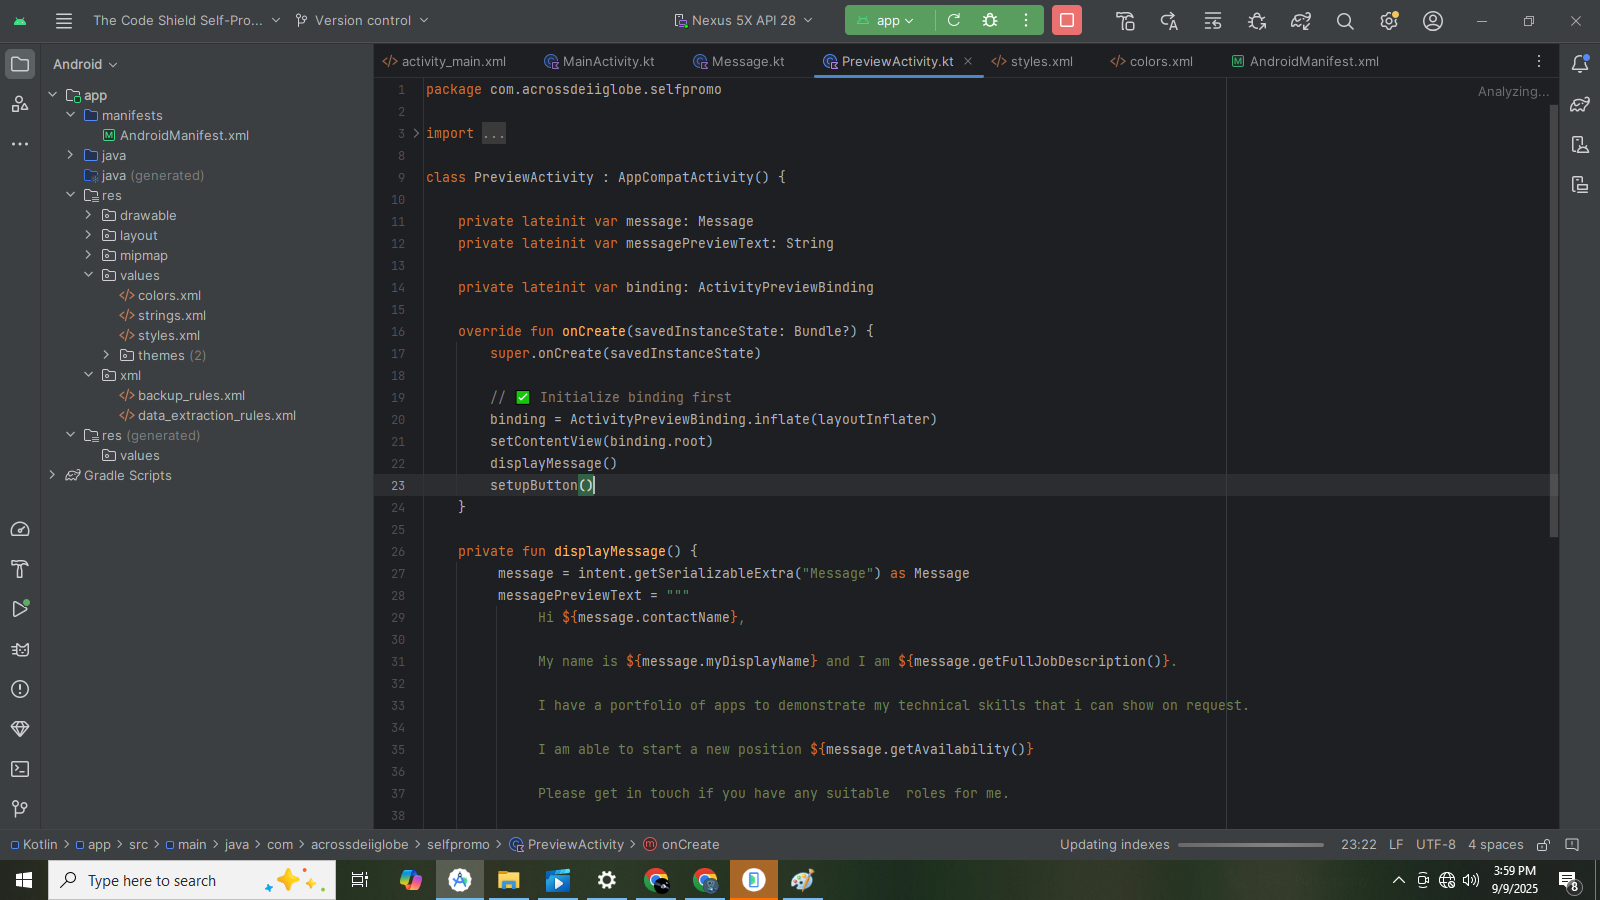 The Code Shield Self-Pro...
Version control
Nexus 5X API 28
app
Android
activity_main.xml
MainActivity.kt
Message.kt
PreviewActivity.kt
styles.xml
colors.xml
AndroidManifest.xml
app
manifests
AndroidManifest.xml
java
java (generated)
res
drawable
layout
mipmap
values
colors.xml
strings.xml
styles.xml
themes (2)
xml
backup_rules.xml
data_extraction_rules.xml
res (generated)
values
Gradle Scripts
Analyzing...
1 package com.acrossdeiiglobe.selfpromo
2
3 import ...
8
9 class PreviewActivity : AppCompatActivity() {
10
11 private lateinit var message: Message
12 private lateinit var messagePreviewText: String
13
14 private lateinit var binding: ActivityPreviewBinding
15
16 override fun onCreate(savedInstanceState: Bundle?) {
17 super.onCreate(savedInstanceState)
18
19 // ✅ Initialize binding first
20 binding = ActivityPreviewBinding.inflate(layoutInflater)
21 setContentView(binding.root)
22 displayMessage()
23 setupButton()
24 }
25
26 private fun displayMessage() {
27 message = intent.getSerializableExtra("Message") as Message
28 messagePreviewText = """
29 Hi ${message.contactName},
30
31 My name is ${message.myDisplayName} and I am ${message.getFullJobDescription()}.
32
33 I have a portfolio of apps to demonstrate my technical skills that i can show on request.
34
35 I am able to start a new position ${message.getAvailability()}
36
37 Please get in touch if you have any suitable  roles for me.
38
Kotlin > app > src > main > java > com > acrossdeiiglobe > selfpromo > PreviewActivity > onCreate
Updating indexes
23:22 LF UTF-8 4 spaces
Type here to search
3:59 PM
9/9/2025
8